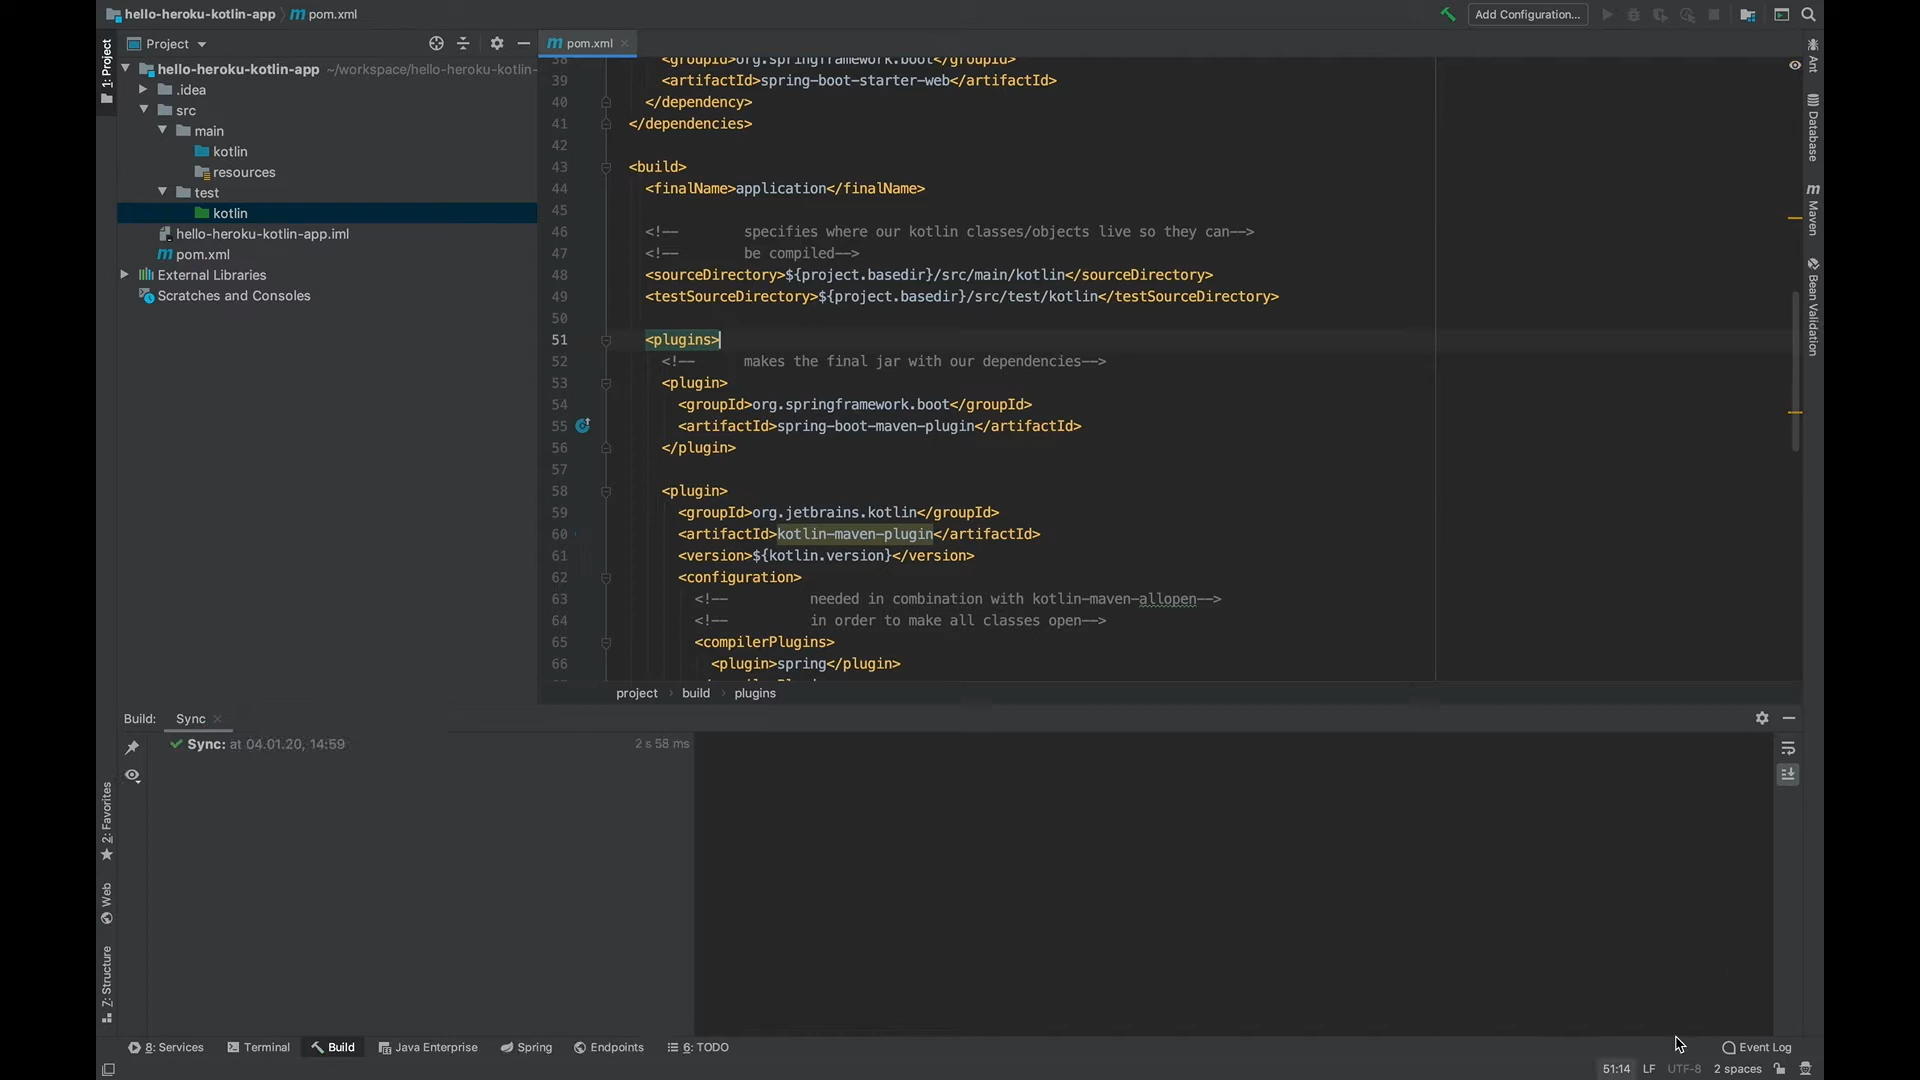 hello-heroku-kotlin-app
pom.xml
Add Configuration...
1: Project
Project
pom.xml
hello-heroku-kotlin-app ~/workspace/hello-heroku-kotlin-
.idea
src
main
kotlin
resources
test
kotlin
hello-heroku-kotlin-app.iml
pom.xml
External Libraries
Scratches and Consoles
38 <groupId>org.springframework.boot</groupId>
39 <artifactId>spring-boot-starter-web</artifactId>
40 </dependency>
41 </dependencies>
42
43 <build>
44 <finalName>application</finalName>
45
46 <!-- specifies where our kotlin classes/objects live so they can-->
47 <!-- be compiled-->
48 <sourceDirectory>${project.basedir}/src/main/kotlin</sourceDirectory>
49 <testSourceDirectory>${project.basedir}/src/test/kotlin</testSourceDirectory>
50
51 <plugins>
52 <!-- makes the final jar with our dependencies-->
53 <plugin>
54 <groupId>org.springframework.boot</groupId>
55 <artifactId>spring-boot-maven-plugin</artifactId>
56 </plugin>
57
58 <plugin>
59 <groupId>org.jetbrains.kotlin</groupId>
60 <artifactId>kotlin-maven-plugin</artifactId>
61 <version>${kotlin.version}</version>
62 <configuration>
63 <!-- needed in combination with kotlin-maven-allopen-->
64 <!-- in order to make all classes open-->
65 <compilerPlugins>
66 <plugin>spring</plugin>
project
build
plugins
Ant
Database
Maven
Bean Validation
Build:
Sync
Sync: at 04.01.20, 14:59
2 s 58 ms
2: Favorites
Web
Z: Structure
8: Services
Terminal
Build
Java Enterprise
Spring
Endpoints
6: TODO
Event Log
51:14
LF
UTF-8
2 spaces